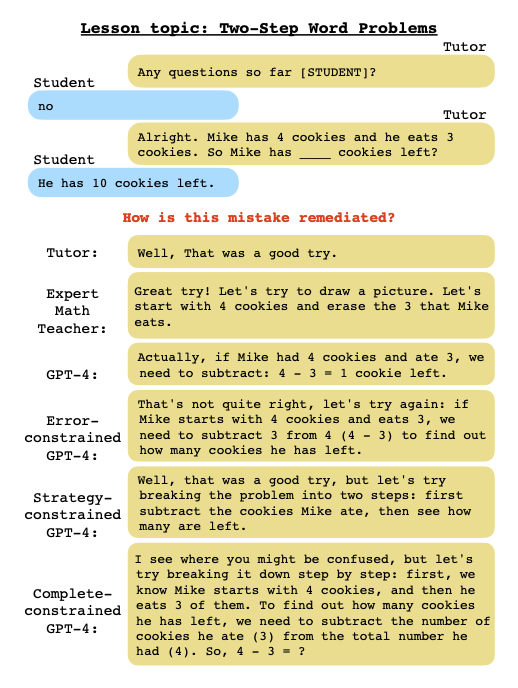 Lesson topic: Two-Step Word Problems
Tutor
Any questions so far [STUDENT]?
Student
no
Tutor
Alright. Mike has 4 cookies and he eats 3
cookies. So Mike has ____ cookies left?
Student
He has 10 cookies left.
How is this mistake remediated?
Tutor:
Well, That was a good try.
Expert
Math
Teacher:
Great try! Let's try to draw a picture. Let's
start with 4 cookies and erase the 3 that Mike
eats.
GPT-4:
Actually, if Mike had 4 cookies and ate 3, we
need to subtract: 4 - 3 = 1 cookie left.
Error-
constrained
GPT-4:
That's not quite right, let's try again: if
Mike starts with 4 cookies and eats 3, we
need to subtract 3 from 4 (4 - 3) to find out
how many cookies he has left.
Strategy-
constrained
GPT-4:
Well, that was a good try, but let's try
breaking the problem into two steps: first
subtract the cookies Mike ate, then see how
many are left.
Complete-
constrained
GPT-4:
I see where you might be confused, but let's
try breaking it down step by step: first, we
know Mike starts with 4 cookies, and then he
eats 3 of them. To find out how many cookies
he has left, we need to subtract the number of
cookies he ate (3) from the total number he
had (4). So, 4 - 3 = ?